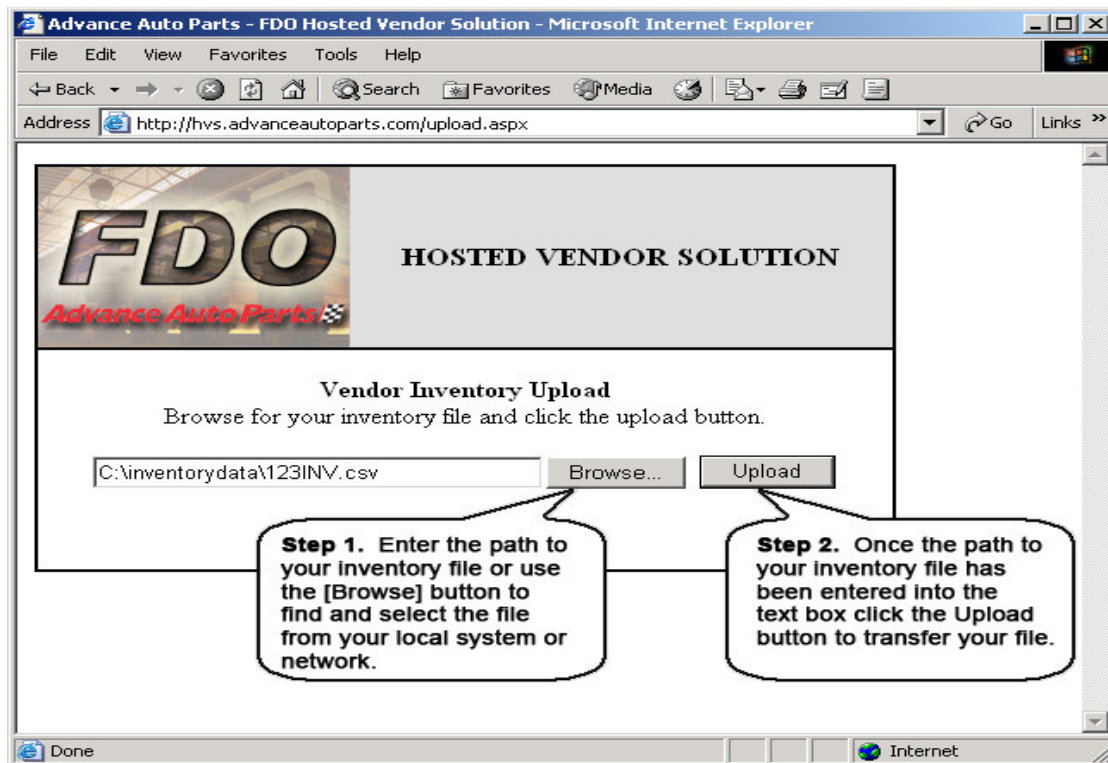 Advance Auto Parts - FDO Hosted Vendor Solution - Microsoft Internet Explorer
File Edit View Favorites Tools Help
Back Search Favorites Media
Address http://hvs.advanceautoparts.com/upload.aspx Go Links »
FDO
Advance Auto Parts
HOSTED VENDOR SOLUTION
Vendor Inventory Upload
Browse for your inventory file and click the upload button.
C:\inventorydata\123INV.csv Browse... Upload
Step 1. Enter the path to
your inventory file or use
the [Browse] button to
find and select the file
from your local system or
network.
Step 2. Once the path to
your inventory file has
been entered into the
text box click the Upload
button to transfer your file.
Done Internet